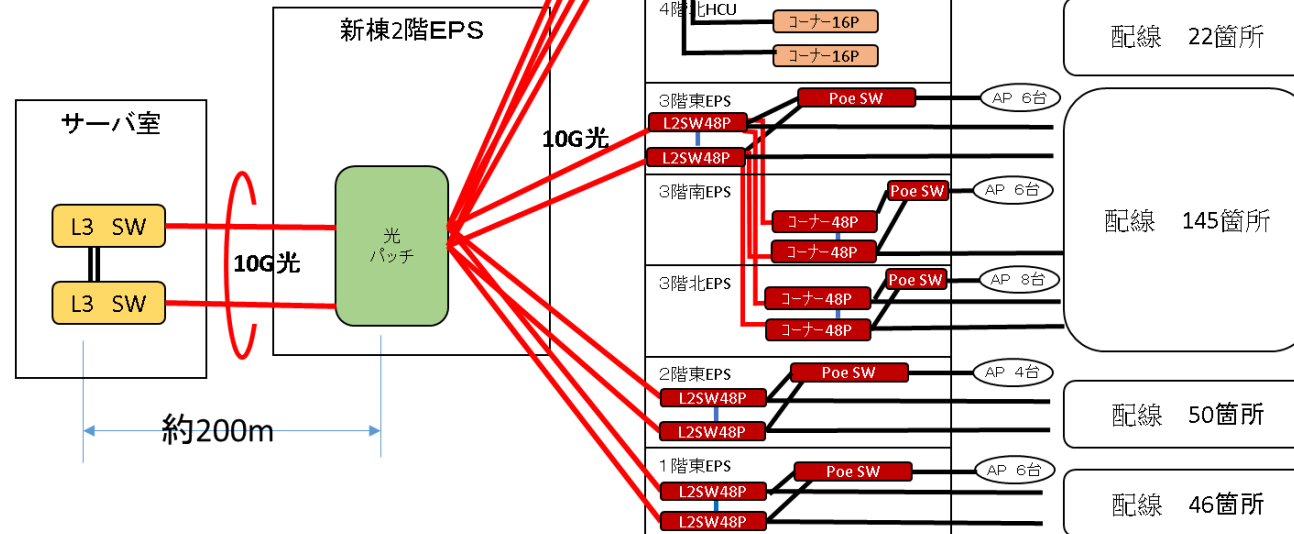 新棟2階EPS
サーバ室
L3 SW
L3 SW
10G光
光
パッチ
約200m
10G光
4階北HCU
コーナー16P
コーナー16P
配線 22箇所
3階東EPS
Poe SW
AP 6台
L2SW48P
L2SW48P
3階南EPS
Poe SW
AP 6台
コーナー48P
コーナー48P
配線 145箇所
3階北EPS
Poe SW
AP 8台
コーナー48P
コーナー48P
2階東EPS
Poe SW
AP 4台
L2SW48P
L2SW48P
配線 50箇所
1階東EPS
Poe SW
AP 6台
L2SW48P
L2SW48P
配線 46箇所